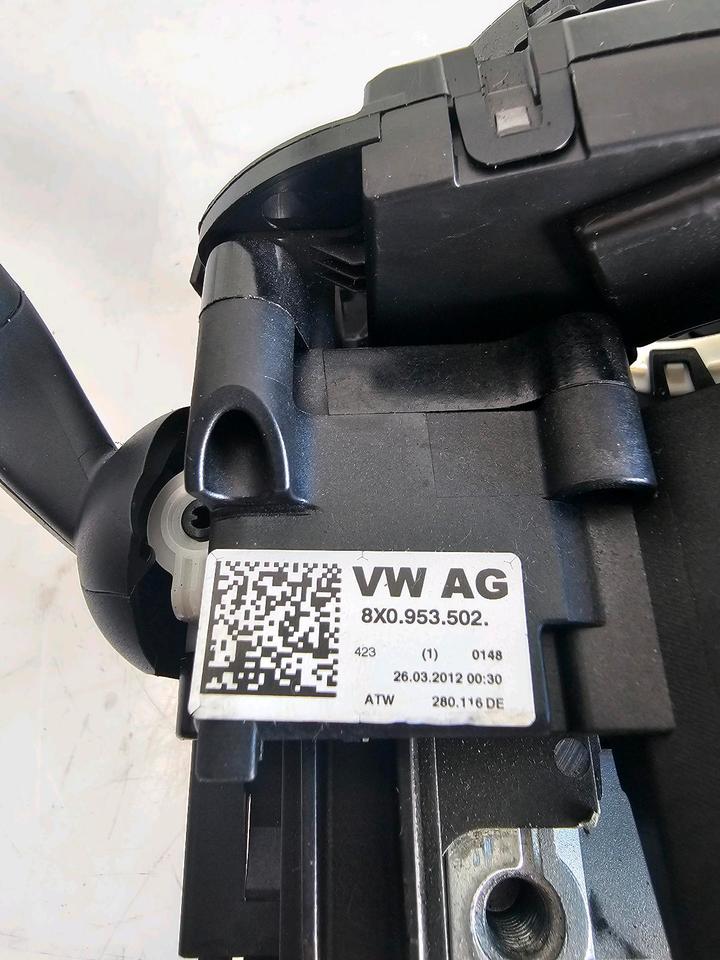 VW AG
8X0.953.502.
423 (1) 0148
26.03.2012 00:30
ATW 280.116 DE